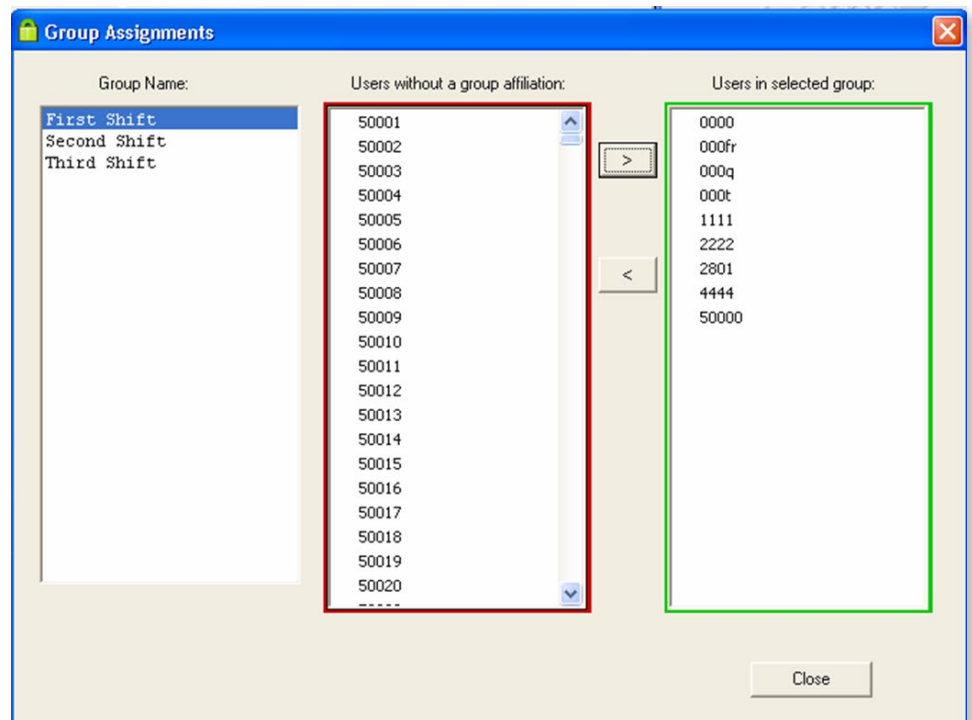 Group Assignments
Group Name:
First Shift
Second Shift
Third Shift
Users without a group affiliation:
50001
50002
50003
50004
50005
50006
50007
50008
50009
50010
50011
50012
50013
50014
50015
50016
50017
50018
50019
50020
>
<
Users in selected group:
0000
000fr
000q
000t
1111
2222
2801
4444
50000
Close